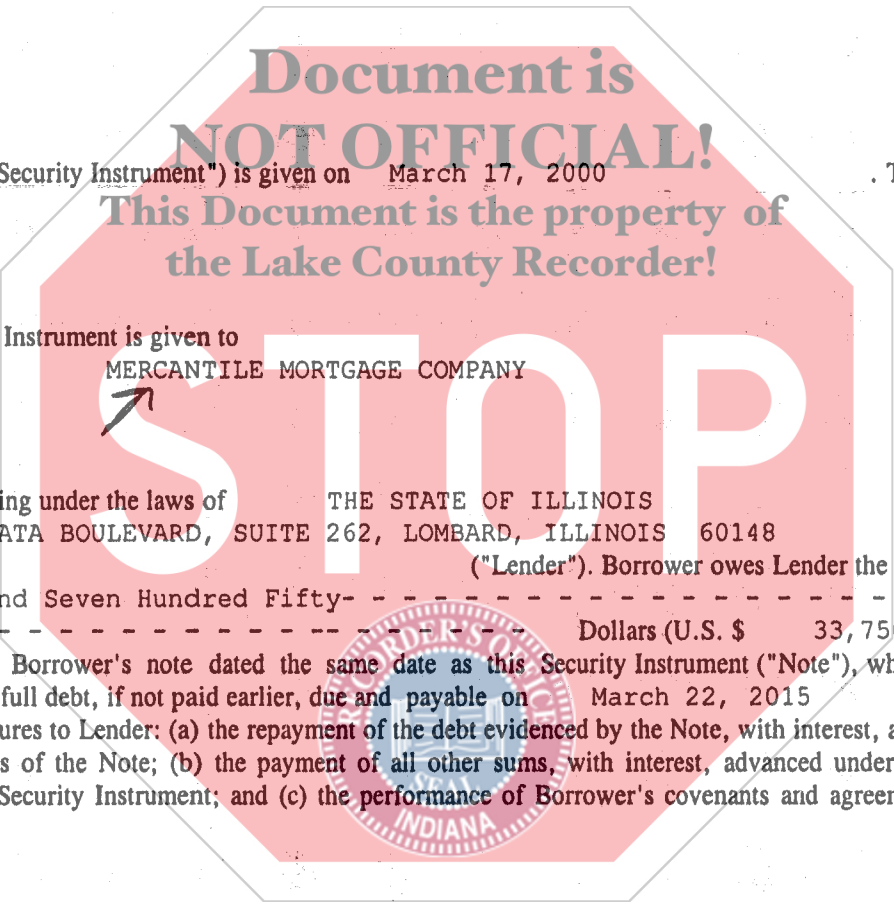 Document is
NOT OFFICIAL!
Security Instrument") is given on March 17, 2000 .
This Document is the property of
the Lake County Recorder!
Instrument is given to
MERCANTILE MORTGAGE COMPANY
STOP
ing under the laws of THE STATE OF ILLINOIS
ATA BOULEVARD, SUITE 262, LOMBARD, ILLINOIS 60148
("Lender"). Borrower owes Lender the
nd Seven Hundred Fifty- - - - - - - - - - - - - - - - - - - - - -
- - - - - - - - - - - - - - - - - - - Dollars (U.S. $ 33,75
Borrower's note dated the same date as this Security Instrument ("Note"), wh
full debt, if not paid earlier, due and payable on March 22, 2015
ures to Lender: (a) the repayment of the debt evidenced by the Note, with interest, a
s of the Note; (b) the payment of all other sums, with interest, advanced under
Security Instrument; and (c) the performance of Borrower's covenants and agreer
RECORDER'S OFFICE
SEAL
INDIANA